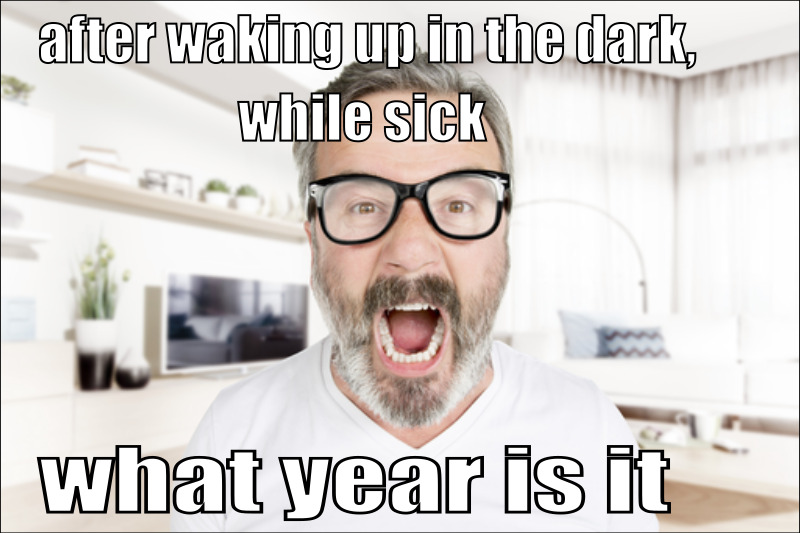 after waking up in the dark,
while sick
what year is it